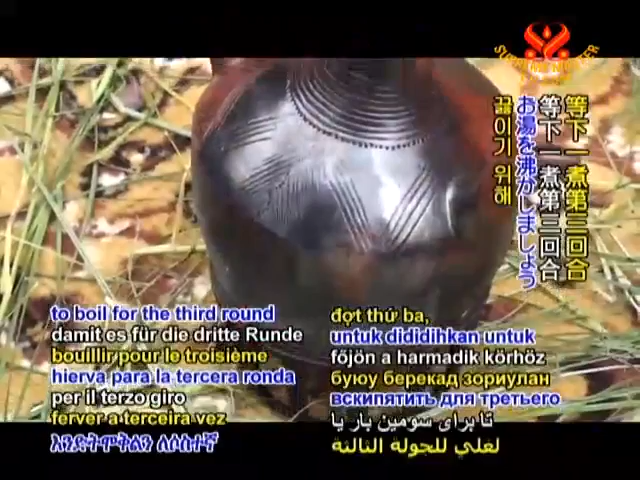 SUPREME MASTER
等下一煮第三回合
等下一煮第三回合
お湯を沸かしましょう
끓이기 위해
to boil for the third round
damit es für die dritte Runde
bouillir pour le troisième
hierva para la tercera ronda
per il terzo giro
ferver a terceira vez
እንድትሞቅልን ለሶስተኛ
đợt thứ ba,
untuk dididihkan untuk
főjön a harmadik körhöz
буюу берекад зориулан
вскипятить для третьего
تا برای سومین بار یا
لغلي للجولة الثالثة